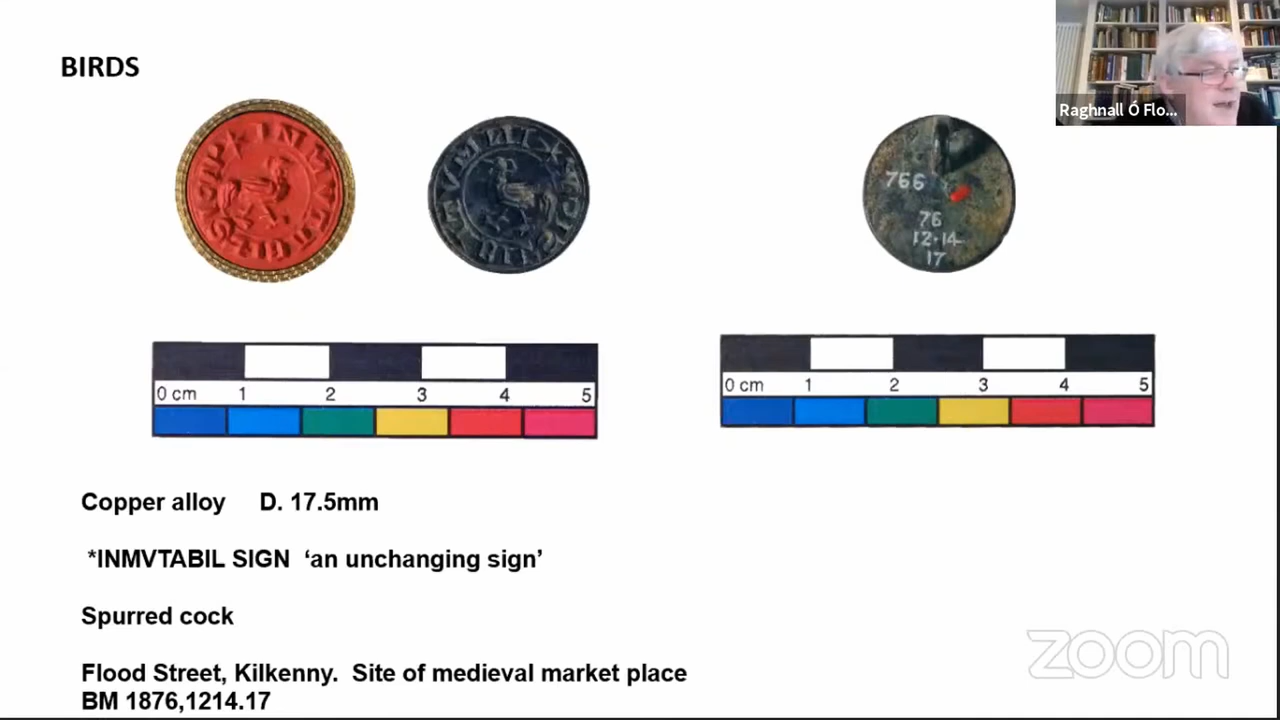 BIRDS
Raghnall Ó Flo...
766
76
12·14
17
0 cm 1 2 3 4 5
0 cm 1 2 3 4 5
Copper alloy D. 17.5mm
*INMVTABIL SIGN ‘an unchanging sign’
Spurred cock
Flood Street, Kilkenny. Site of medieval market place
BM 1876,1214.17
zoom